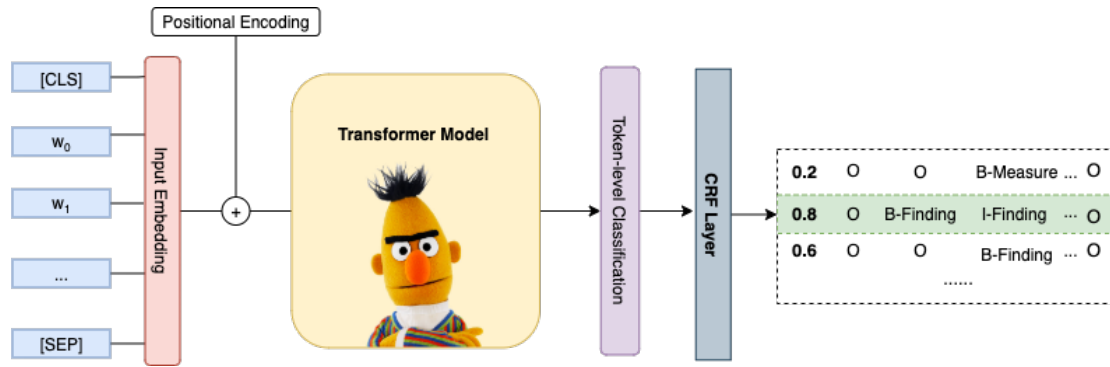 Positional Encoding
[CLS]
w0
w1
...
[SEP]
Input Embedding
+
Transformer Model
Token-level Classification
CRF Layer
0.2 O O B-Measure ... O
0.8 O B-Finding I-Finding ... O
0.6 O O B-Finding ... O
......